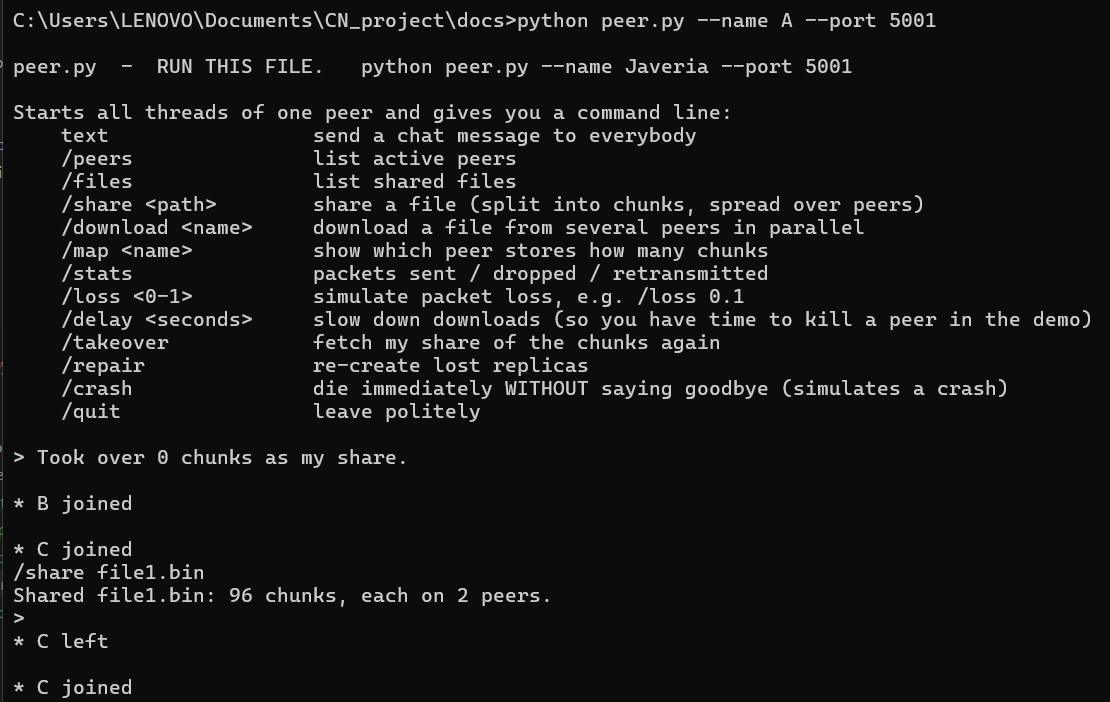 C:\Users\LENOVO\Documents\CN_project\docs>python peer.py --name A --port 5001
peer.py  -  RUN THIS FILE.   python peer.py --name Javeria --port 5001
Starts all threads of one peer and gives you a command line:
    text                 send a chat message to everybody
    /peers               list active peers
    /files               list shared files
    /share <path>        share a file (split into chunks, spread over peers)
    /download <name>     download a file from several peers in parallel
    /map <name>          show which peer stores how many chunks
    /stats               packets sent / dropped / retransmitted
    /loss <0-1>          simulate packet loss, e.g. /loss 0.1
    /delay <seconds>     slow down downloads (so you have time to kill a peer in the demo)
    /takeover            fetch my share of the chunks again
    /repair              re-create lost replicas
    /crash               die immediately WITHOUT saying goodbye (simulates a crash)
    /quit                leave politely
> Took over 0 chunks as my share.
* B joined
* C joined
/share file1.bin
Shared file1.bin: 96 chunks, each on 2 peers.
>
* C left
* C joined